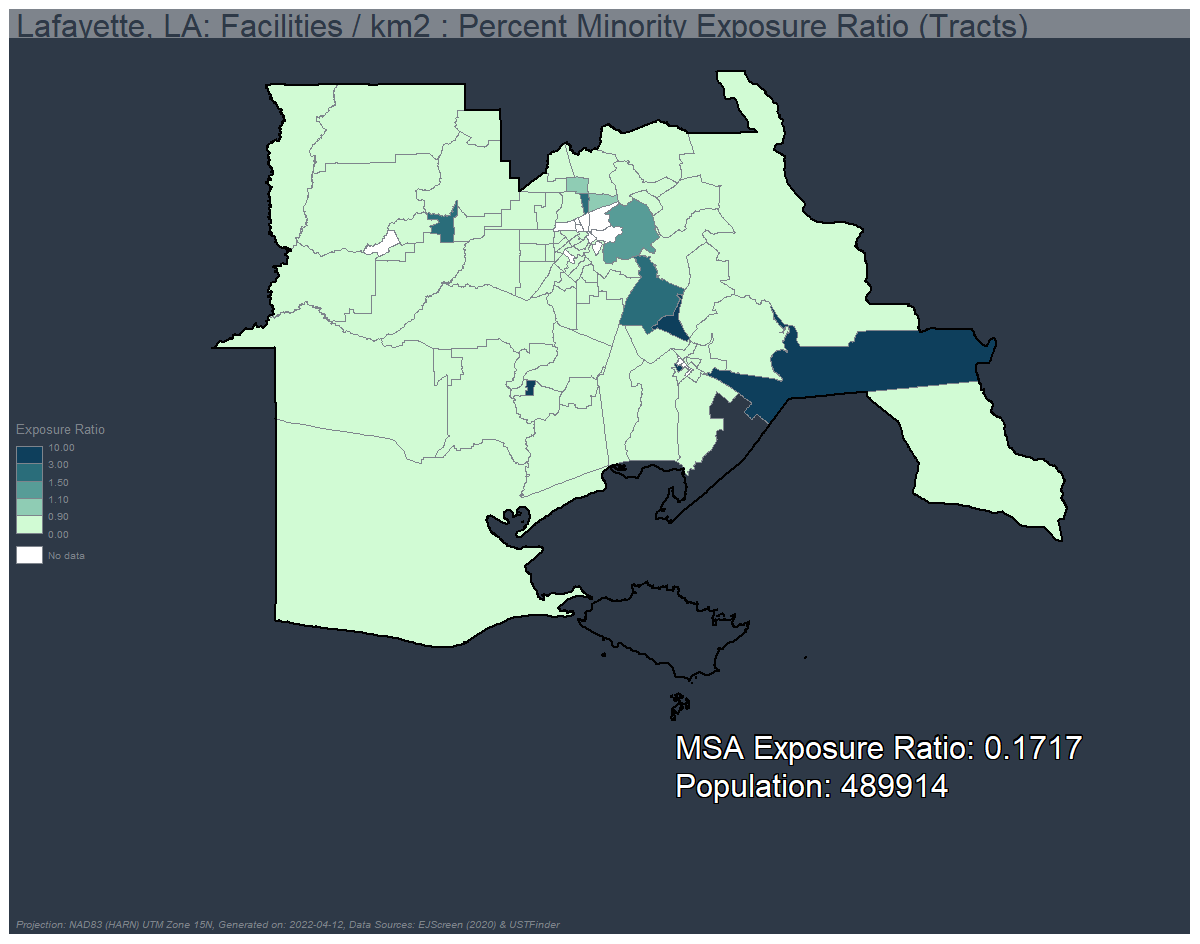 Lafayette, LA: Facilities / km2 : Percent Minority Exposure Ratio (Tracts)
Exposure Ratio
10.00
3.00
1.50
1.10
0.90
0.00
No data
MSA Exposure Ratio: 0.1717
Population: 489914
Projection: NAD83 (HARN) UTM Zone 15N, Generated on: 2022-04-12, Data Sources: EJScreen (2020) & USTFinder